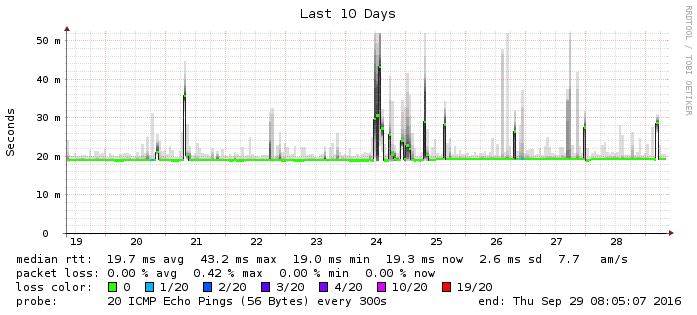 Last 10 Days
RRDTOOL / TOBI OETIKER
Seconds
50 m
40 m
30 m
20 m
10 m
0
19 20 21 22 23 24 25 26 27 28
median rtt: 19.7 ms avg 43.2 ms max 19.0 ms min 19.3 ms now 2.6 ms sd 7.7 am/s
packet loss: 0.00 % avg 0.42 % max 0.00 % min 0.00 % now
loss color: 0 1/20 2/20 3/20 4/20 10/20 19/20
probe: 20 ICMP Echo Pings (56 Bytes) every 300s end: Thu Sep 29 08:05:07 2016